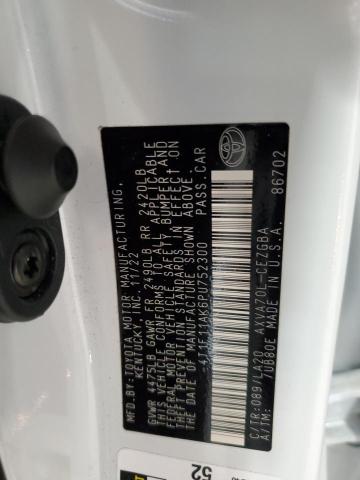 MFD.BY:TOYOTA MOTOR MANUFACTURING
KENTUCKY, INC. 11/22
GVWR 4475LB GAWR FR 2490LB RR 2420LB
THIS VEHICLE CONFORMS TO ALL APPLICABLE
FEDERAL MOTOR VEHICLE SAFETY, BUMPER, AND
THEFT PREVENTION STANDARDS IN EFFECT ON
THE DATE OF MANUFACTURE SHOWN ABOVE.
4T1F11AK8PU752300 PASS.CAR
C/TR:089/LA20 AXVA70L-CEZGBA
A/TM: /UB80E MADE IN U.S.A. 86702
52